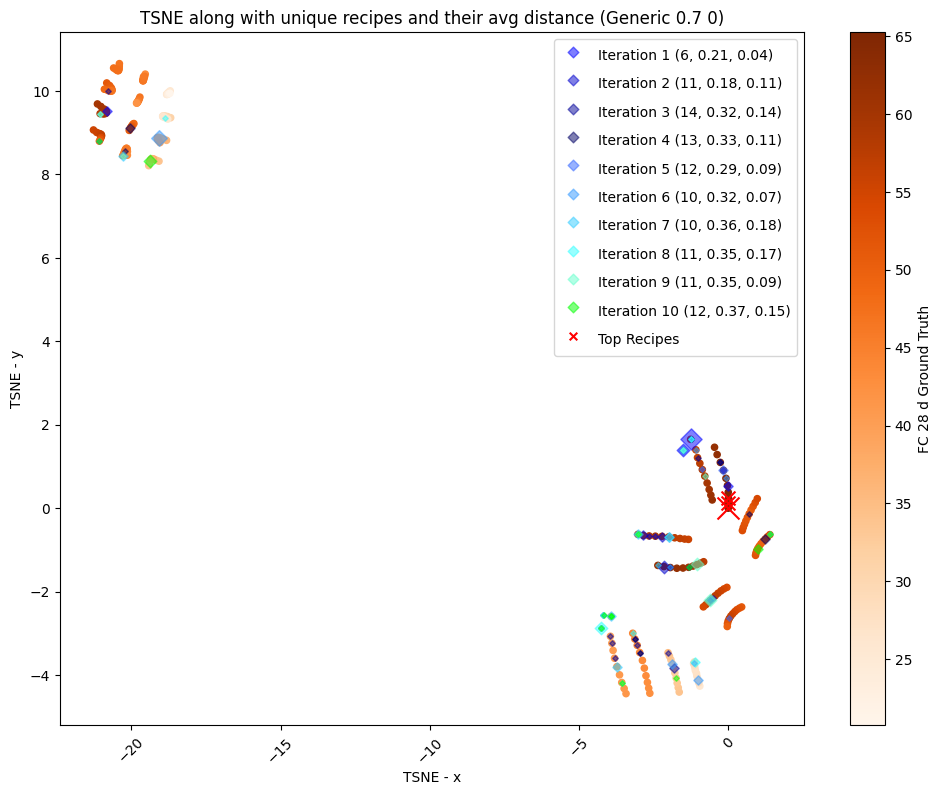 TSNE along with unique recipes and their avg distance (Generic 0.7 0)
Iteration 1 (6, 0.21, 0.04)
Iteration 2 (11, 0.18, 0.11)
Iteration 3 (14, 0.32, 0.14)
Iteration 4 (13, 0.33, 0.11)
Iteration 5 (12, 0.29, 0.09)
Iteration 6 (10, 0.32, 0.07)
Iteration 7 (10, 0.36, 0.18)
Iteration 8 (11, 0.35, 0.17)
Iteration 9 (11, 0.35, 0.09)
Iteration 10 (12, 0.37, 0.15)
Top Recipes
TSNE - y
10
8
6
4
2
0
−2
−4
−20
−15
−10
−5
0
TSNE - x
65
60
55
50
45
40
35
30
25
FC 28 d Ground Truth